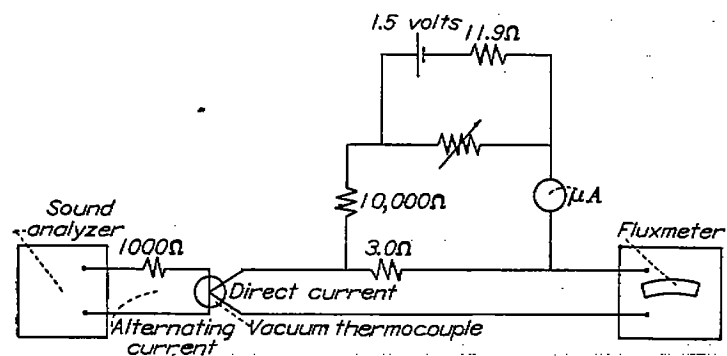 1.5 volts
11.9Ω
10,000Ω
μA
Sound
analyzer
1000Ω
3.0Ω
Fluxmeter
Direct current
Alternating
current
Vacuum thermocouple